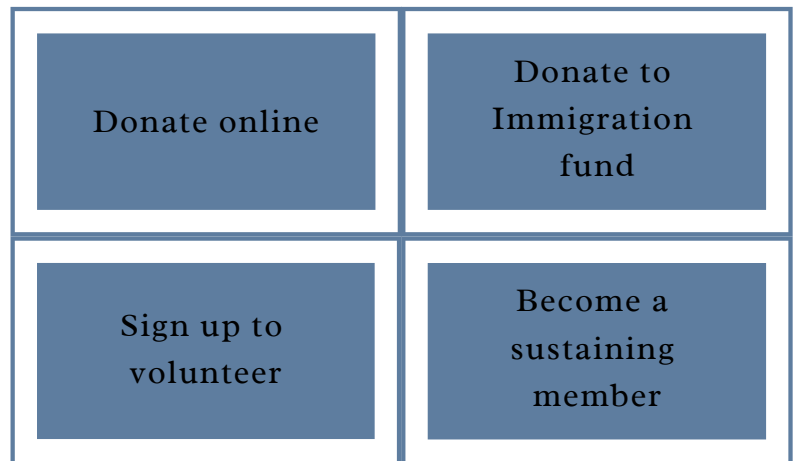 Donate online
Donate to
Immigration
fund
Sign up to
volunteer
Become a
sustaining
member